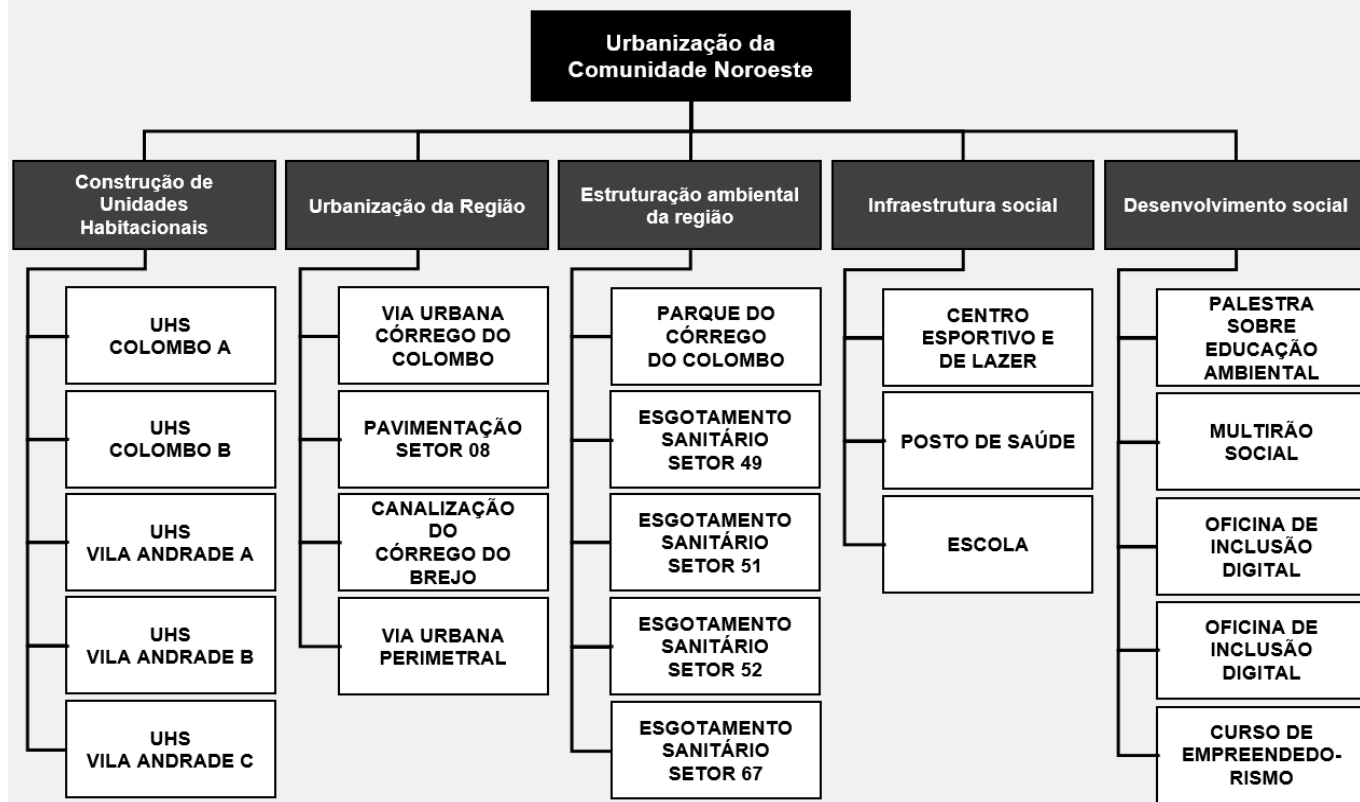 Urbanização da
Comunidade Noroeste
Construção de
Unidades
Habitacionais
UHS
COLOMBO A
UHS
COLOMBO B
UHS
VILA ANDRADE A
UHS
VILA ANDRADE B
UHS
VILA ANDRADE C
Urbanização da Região
VIA URBANA
CÓRREGO DO
COLOMBO
PAVIMENTAÇÃO
SETOR 08
CANALIZAÇÃO
DO
CÓRREGO DO
BREJO
VIA URBANA
PERIMETRAL
Estruturação ambiental
da região
PARQUE DO
CÓRREGO
DO COLOMBO
ESGOTAMENTO
SANITÁRIO
SETOR 49
ESGOTAMENTO
SANITÁRIO
SETOR 51
ESGOTAMENTO
SANITÁRIO
SETOR 52
ESGOTAMENTO
SANITÁRIO
SETOR 67
Infraestrutura social
CENTRO
ESPORTIVO E
DE LAZER
POSTO DE SAÚDE
ESCOLA
Desenvolvimento social
PALESTRA
SOBRE
EDUCAÇÃO
AMBIENTAL
MULTIRÃO
SOCIAL
OFICINA DE
INCLUSÃO
DIGITAL
OFICINA DE
INCLUSÃO
DIGITAL
CURSO DE
EMPREENDEDO-
RISMO